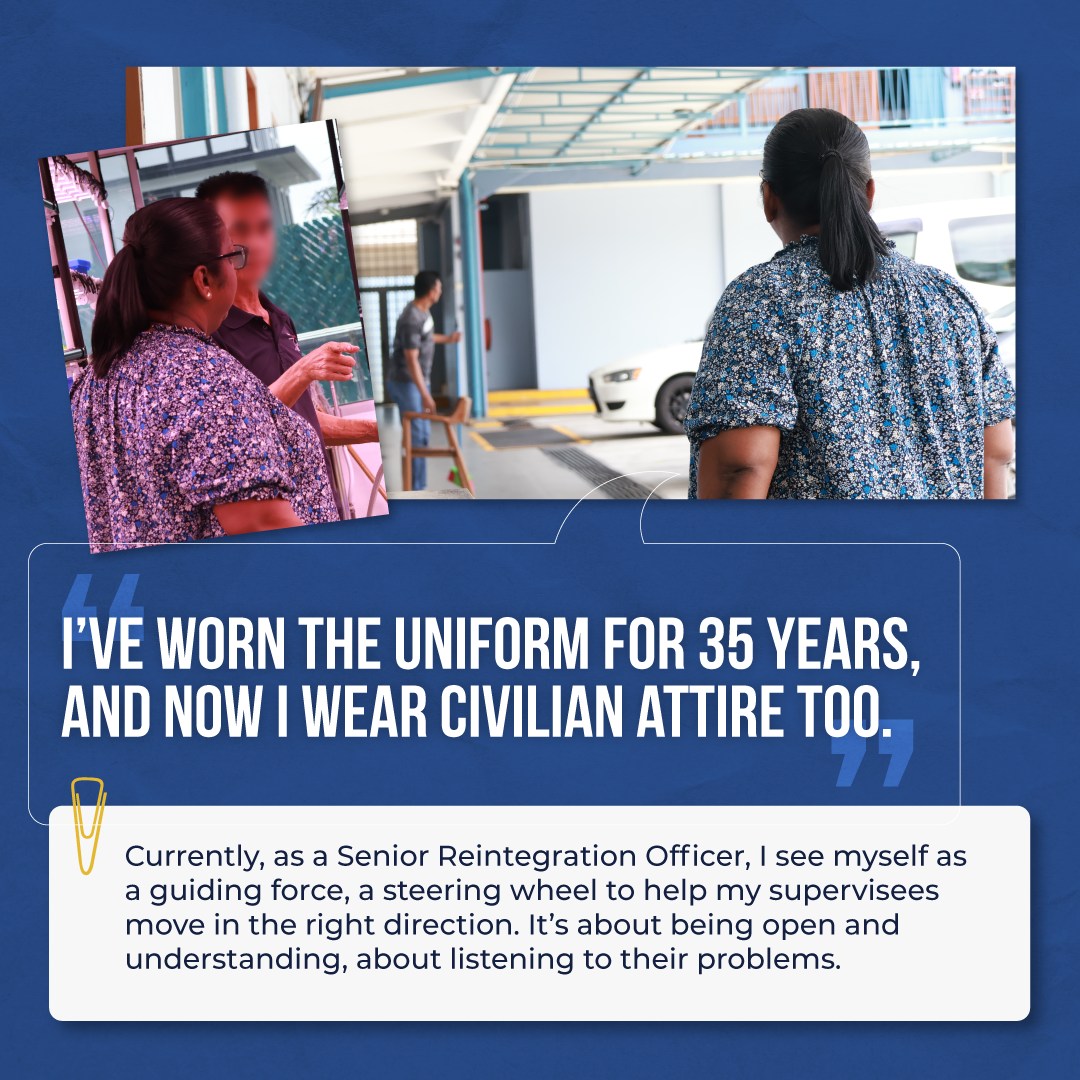 “I’VE WORN THE UNIFORM FOR 35 YEARS,
AND NOW I WEAR CIVILIAN ATTIRE TOO.”
Currently, as a Senior Reintegration Officer, I see myself as
a guiding force, a steering wheel to help my supervisees
move in the right direction. It’s about being open and
understanding, about listening to their problems.